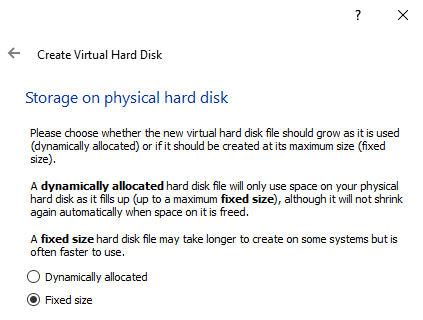 ?
Create Virtual Hard Disk
Storage on physical hard disk
Please choose whether the new virtual hard disk file should grow as it is used
(dynamically allocated) or if it should be created at its maximum size (fixed
size).
A dynamically allocated hard disk file will only use space on your physical
hard disk as it fills up (up to a maximum fixed size), although it will not shrink
again automatically when space on it is freed.
A fixed size hard disk file may take longer to create on some systems but is
often faster to use.
Dynamically allocated
Fixed size